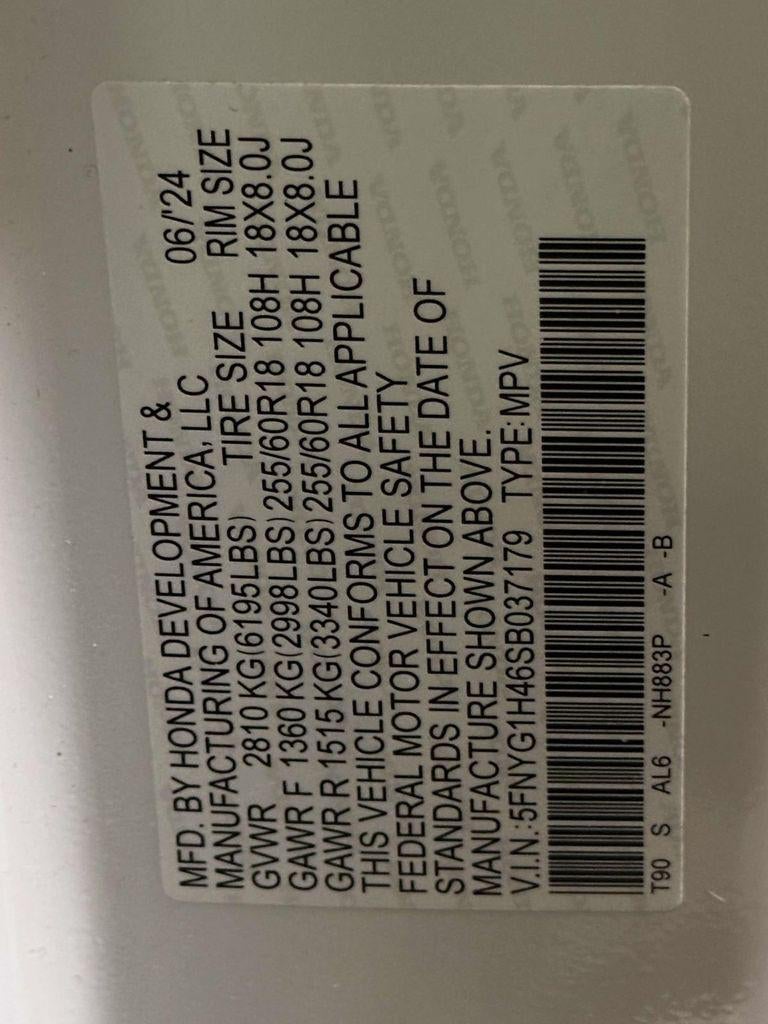 MFD. BY HONDA DEVELOPMENT &
MANUFACTURING OF AMERICA, LLC 06/'24
GVWR 2810 KG(6195LBS) TIRE SIZE RIM SIZE
GAWR F 1360 KG(2998LBS) 255/60R18 108H 18X8.0J
GAWR R 1515 KG(3340LBS) 255/60R18 108H 18X8.0J
THIS VEHICLE CONFORMS TO ALL APPLICABLE
FEDERAL MOTOR VEHICLE SAFETY
STANDARDS IN EFFECT ON THE DATE OF
MANUFACTURE SHOWN ABOVE.
V.I.N.:5FNYG1H46SB037179 TYPE:MPV
T90 S AL6 -NH883P -A -B